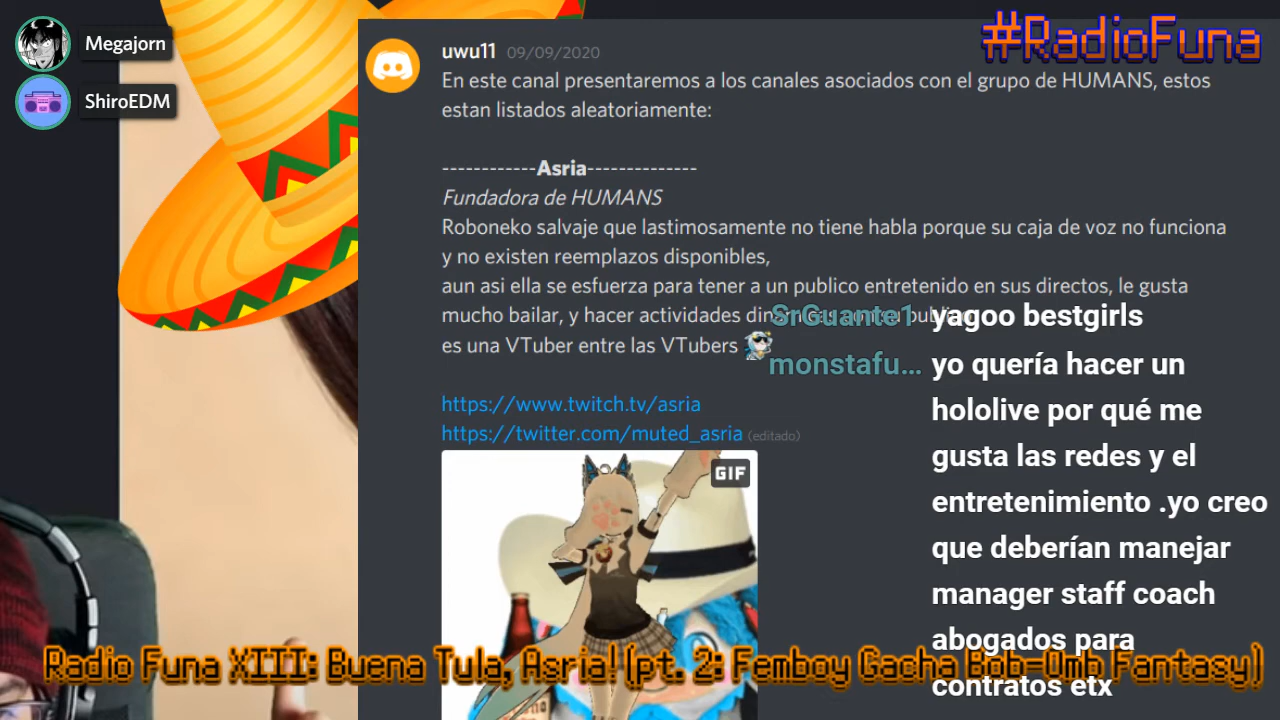 Megajorn
ShiroEDM
#RadioFuna
uwu11 09/09/2020
En este canal presentaremos a los canales asociados con el grupo de HUMANS, estos
estan listados aleatoriamente:
------------Asria--------------
Fundadora de HUMANS
Roboneko salvaje que lastimosamente no tiene habla porque su caja de voz no funciona
y no existen reemplazos disponibles,
aun asi ella se esfuerza para tener a un publico entretenido en sus directos, le gusta
mucho bailar, y hacer actividades
es una VTuber entre las VTubers
https://www.twitch.tv/asria
https://twitter.com/muted_asria (editado)
GIF
SrGuante1 yagoo bestgirls
monstafu... yo quería hacer un
hololive por qué me
gusta las redes y el
entretenimiento .yo creo
que deberían manejar
manager staff coach
abogados para
contratos etx
Radio Funa XIII: Buena Tula, Asria! (pt. 2: Femboy Gacha Bob-Omb Fantasy)